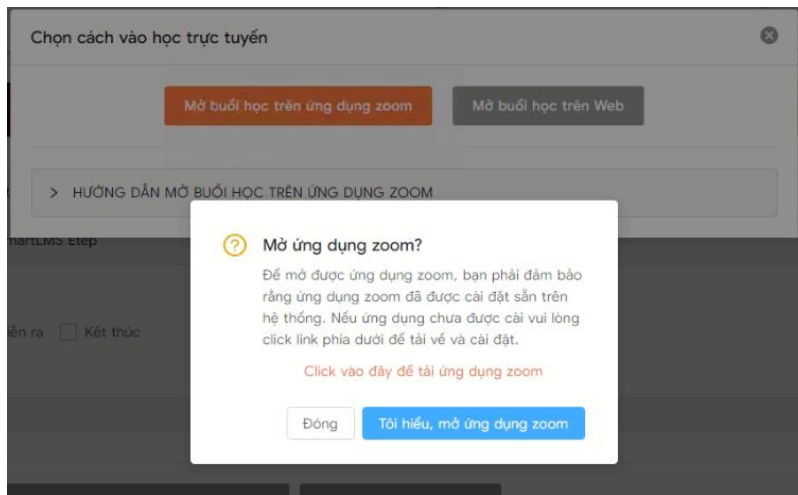 Chọn cách vào học trực tuyến
Mở buổi học trên ứng dụng zoom
Mở buổi học trên Web
HƯỚNG DẪN MỞ BUỔI HỌC TRÊN ỨNG DỤNG ZOOM
martLMS Etep
Mở ứng dụng zoom?
Để mở được ứng dụng zoom, bạn phải đảm bảo
rằng ứng dụng zoom đã được cài đặt sẵn trên
hệ thống. Nếu ứng dụng chưa được cài vui lòng
click link phía dưới để tải về và cài đặt.
iễn ra
Kết thúc
Click vào đây để tải ứng dụng zoom
Đóng
Tôi hiểu, mở ứng dụng zoom